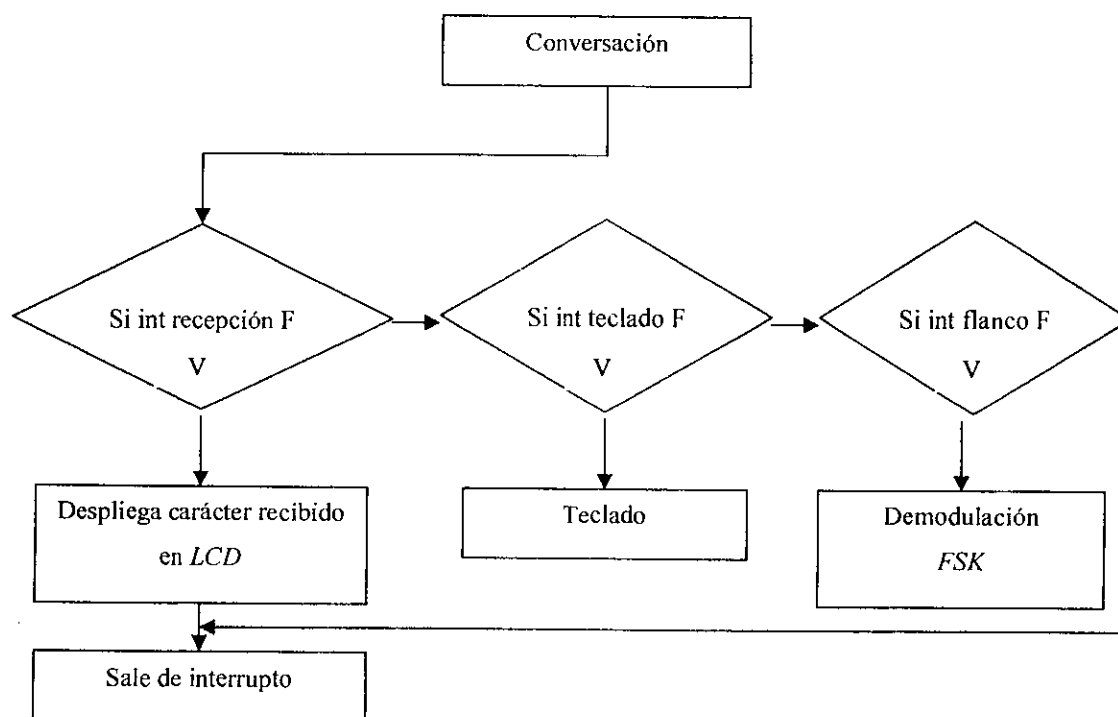 Conversación
Si int recepción F
V
Si int teclado F
V
Si int flanco F
V
Despliega carácter recibido
en LCD
Teclado
Demodulación
FSK
Sale de interrupto